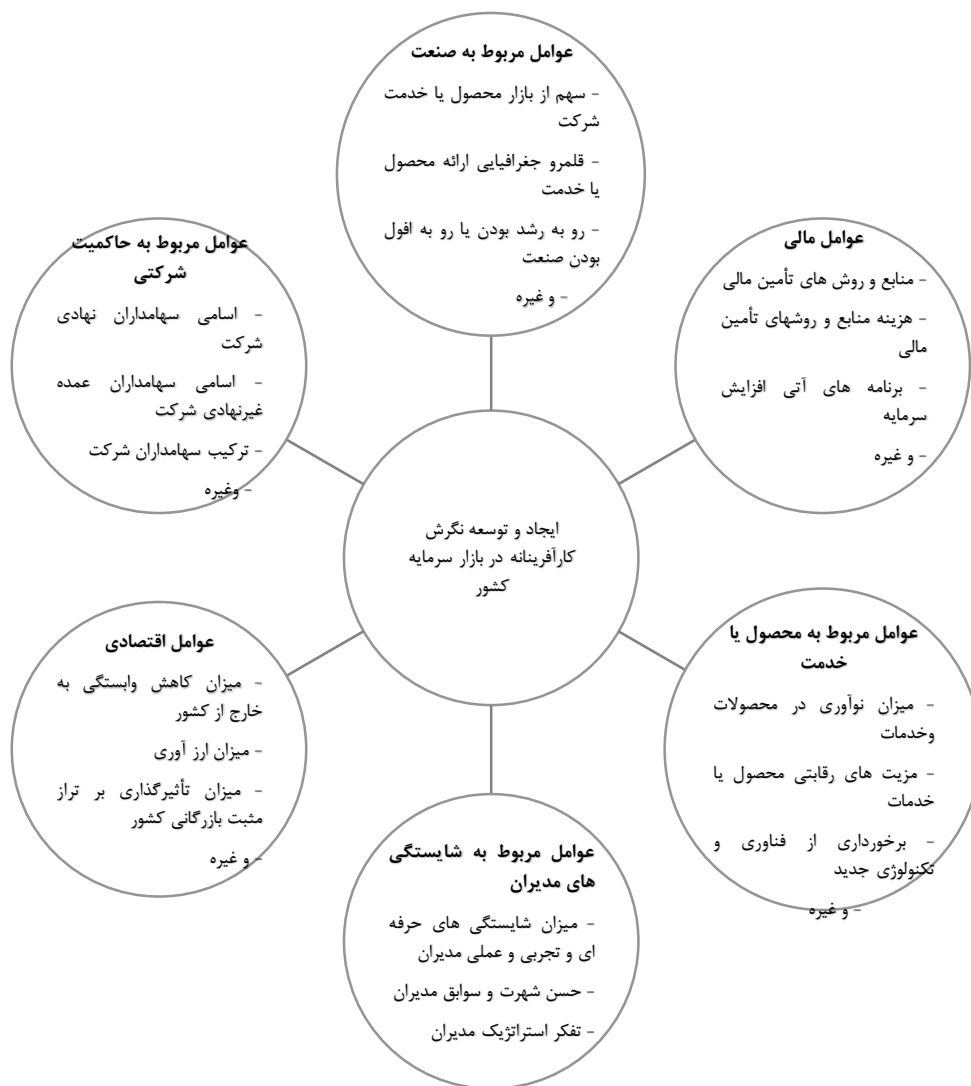 عوامل مربوط به صنعت
- سهم از بازار محصول یا خدمت
شرکت
- قلمرو جغرافیایی ارائه محصول
یا خدمت
- رو به رشد بودن یا رو به افول
بودن صنعت
- و غیره
عوامل مالی
- منابع و روش های تأمین مالی
- هزینه منابع و روشهای تأمین
مالی
- برنامه های آتی افزایش
سرمایه
- و غیره
عوامل مربوط به محصول یا
خدمت
- میزان نوآوری در محصولات
وخدمات
- مزیت های رقابتی محصول یا
خدمات
- برخورداری از فناوری و
تکنولوژی جدید
- و غیره
عوامل مربوط به شایستگی
های مدیران
- میزان شایستگی های حرفه
ای و تجربی و عملی مدیران
- حسن شهرت و سوابق مدیران
- تفکر استراتژیک مدیران
عوامل اقتصادی
- میزان کاهش وابستگی به
خارج از کشور
- میزان ارز آوری
- میزان تأثیرگذاری بر تراز
مثبت بازرگانی کشور
- و غیره
عوامل مربوط به حاکمیت
شرکتی
- اسامی سهامداران نهادی
شرکت
- اسامی سهامداران عمده
غیرنهادی شرکت
- ترکیب سهامداران شرکت
- وغیره
ایجاد و توسعه نگرش
کارآفرینانه در بازار سرمایه
کشور